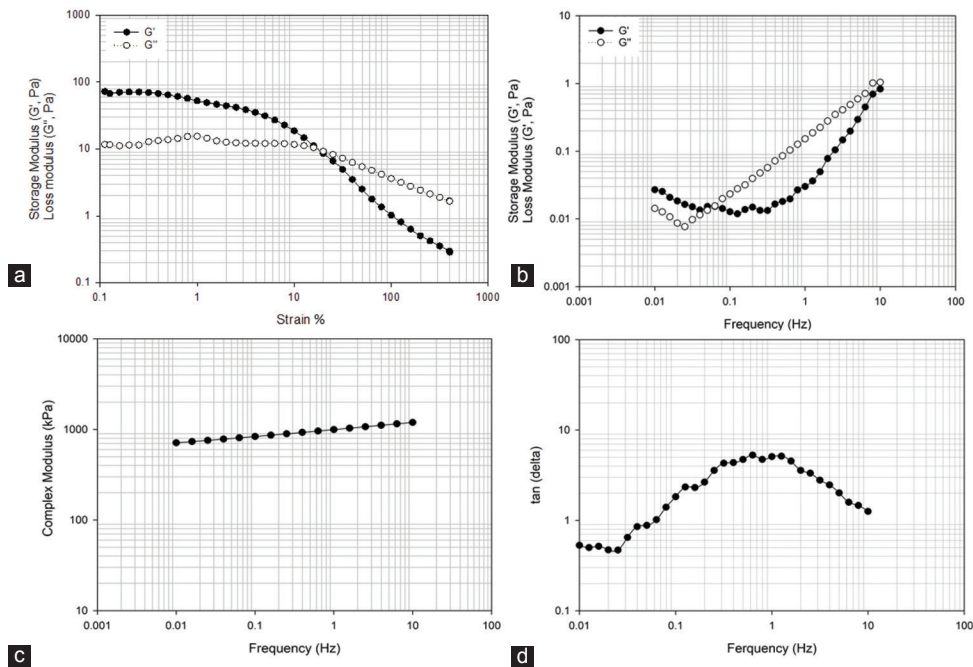 1000
100
10
1
0.1
Storage Modulus (G', Pa)
Loss modulus (G'', Pa)
G'
G''
0.1 1 10 100 1000
Strain %
a
10
1
0.1
0.01
0.001
Storage Modulus (G', Pa)
Loss Modulus (G', Pa)
G'
G''
0.001 0.01 0.1 1 10 100
Frequency (Hz)
b
10000
1000
100
10
Complex Modulus (kPa)
0.001 0.01 0.1 1 10 100
Frequency (Hz)
c
100
10
1
0.1
tan (delta)
0.01 0.1 1 10 100
Ferquency (Hz)
d